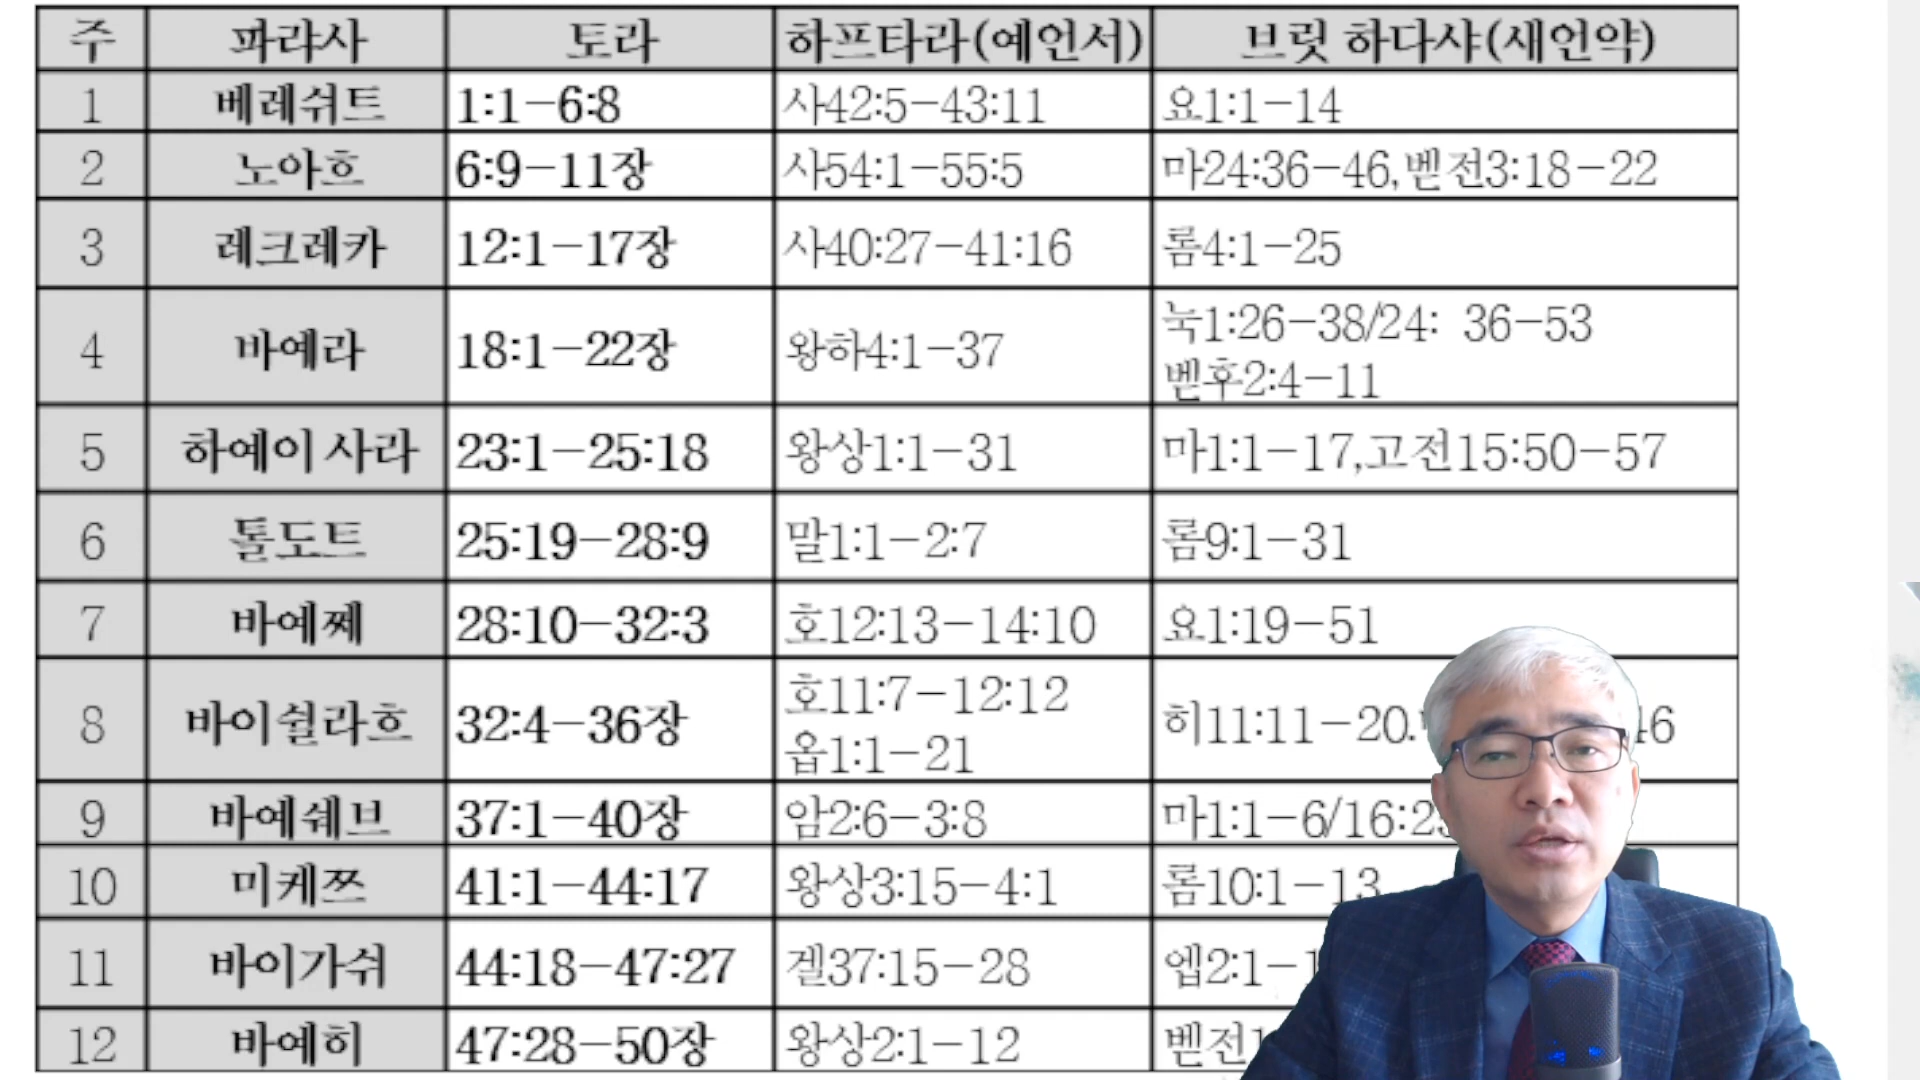 주 파라사 토라 하프타라(예언서) 브릿 하다샤(새언약)
1 베레쉬트 1:1-6:8 사42:5-43:11 요1:1-14
2 노아흐 6:9-11장 사54:1-55:5 마24:36-46,벧전3:18-22
3 레크레카 12:1-17장 사40:27-41:16 롬4:1-25
4 바예라 18:1-22장 왕하4:1-37 눅1:26-38/24: 36-53
벧후2:4-11
5 하예이 사라 23:1-25:18 왕상1:1-31 마1:1-17,고전15:50-57
6 톨도트 25:19-28:9 말1:1-2:7 롬9:1-31
7 바예쩨 28:10-32:3 호12:13-14:10 요1:19-51
8 바이쉴라흐 32:4-36장 호11:7-12:12 히11:11-20.
옵1:1-21
9 바예쉐브 37:1-40장 암2:6-3:8 마1:1-6/16:2
10 미케쯔 41:1-44:17 왕상3:15-4:1 롬10:1-13
11 바이가쉬 44:18-47:27 겔37:15-28 엡2:1-
12 바예히 47:28-50장 왕상2:1-12 벧전1